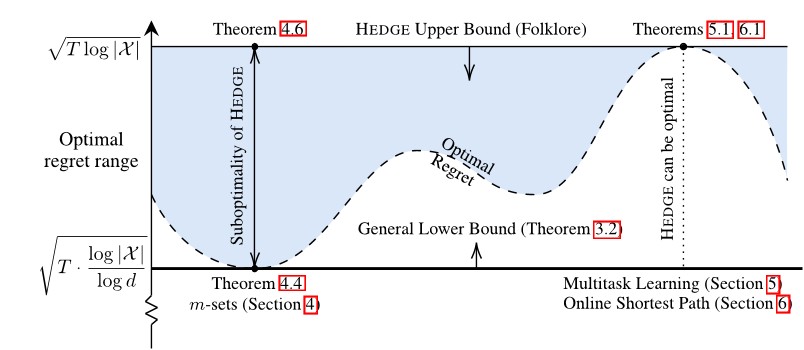 Theorem 4.6
HEDGE Upper Bound (Folklore)
Theorems 5.1, 6.1
√T log |𝒳|
Suboptimality of HEDGE
Optimal
regret range
Optimal
Regret
HEDGE can be optimal
General Lower Bound (Theorem 3.2)
√T · log |𝒳| / log d
Theorem 4.4
m-sets (Section 4)
Multitask Learning (Section 5)
Online Shortest Path (Section 6)